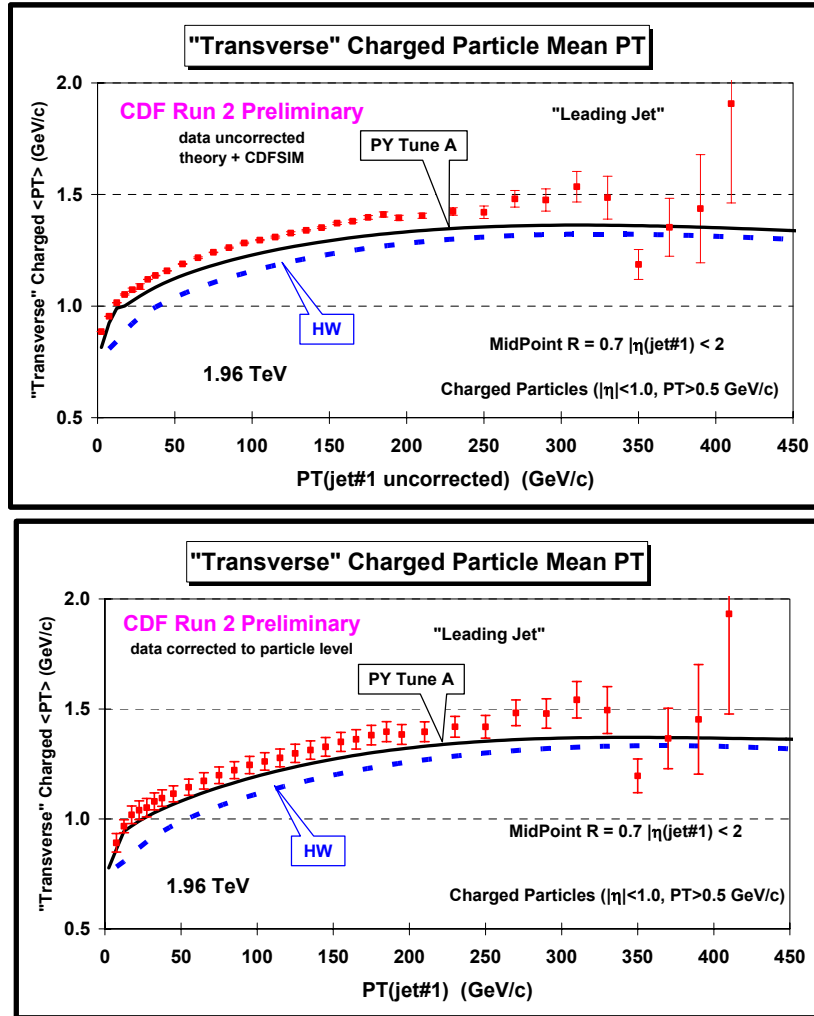 "Transverse" Charged Particle Mean PT
CDF Run 2 Preliminary
data uncorrected
theory + CDFSIM
"Leading Jet"
PY Tune A
HW
1.96 TeV
MidPoint R = 0.7 |η(jet#1) < 2
Charged Particles (|η|<1.0, PT>0.5 GeV/c)
"Transverse" Charged <PT> (GeV/c)
2.0
1.5
1.0
0.5
0 50 100 150 200 250 300 350 400 450
PT(jet#1 uncorrected) (GeV/c)
"Transverse" Charged Particle Mean PT
CDF Run 2 Preliminary
data corrected to particle level
"Leading Jet"
PY Tune A
HW
1.96 TeV
MidPoint R = 0.7 |η(jet#1) < 2
Charged Particles (|η|<1.0, PT>0.5 GeV/c)
"Transverse" Charged <PT> (GeV/c)
2.0
1.5
1.0
0.5
0 50 100 150 200 250 300 350 400 450
PT(jet#1) (GeV/c)